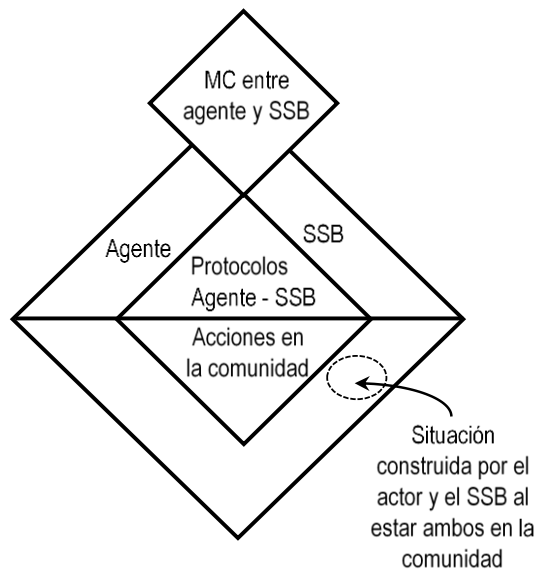 MC entre
agente y SSB
Agente
SSB
Protocolos
Agente - SSB
Acciones en
la comunidad
Situación
construida por el
actor y el SSB al
estar ambos en la
comunidad